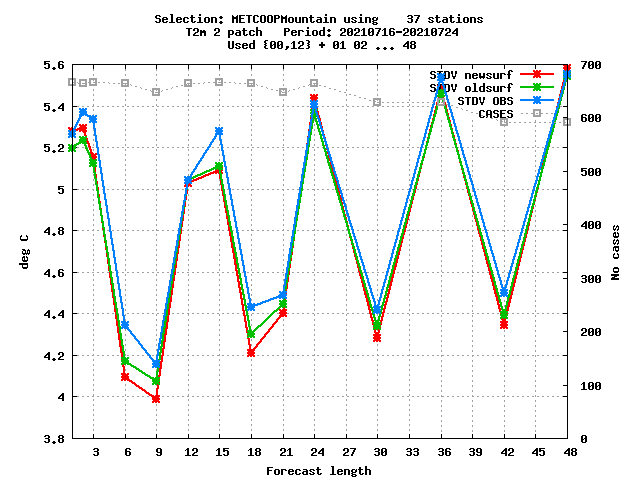 Selection: METCOOPMountain using    37 stations
T2m 2 patch   Period: 20210716-20210724
Used {00,12} + 01 02 ... 48
5.6
5.4
5.2
5
4.8
4.6
4.4
4.2
4
3.8
deg C
700
600
500
400
300
200
100
0
No cases
STDV newsurf
STDV oldsurf
STDV OBS
CASES
3 6 9 12 15 18 21 24 27 30 33 36 39 42 45 48
Forecast length